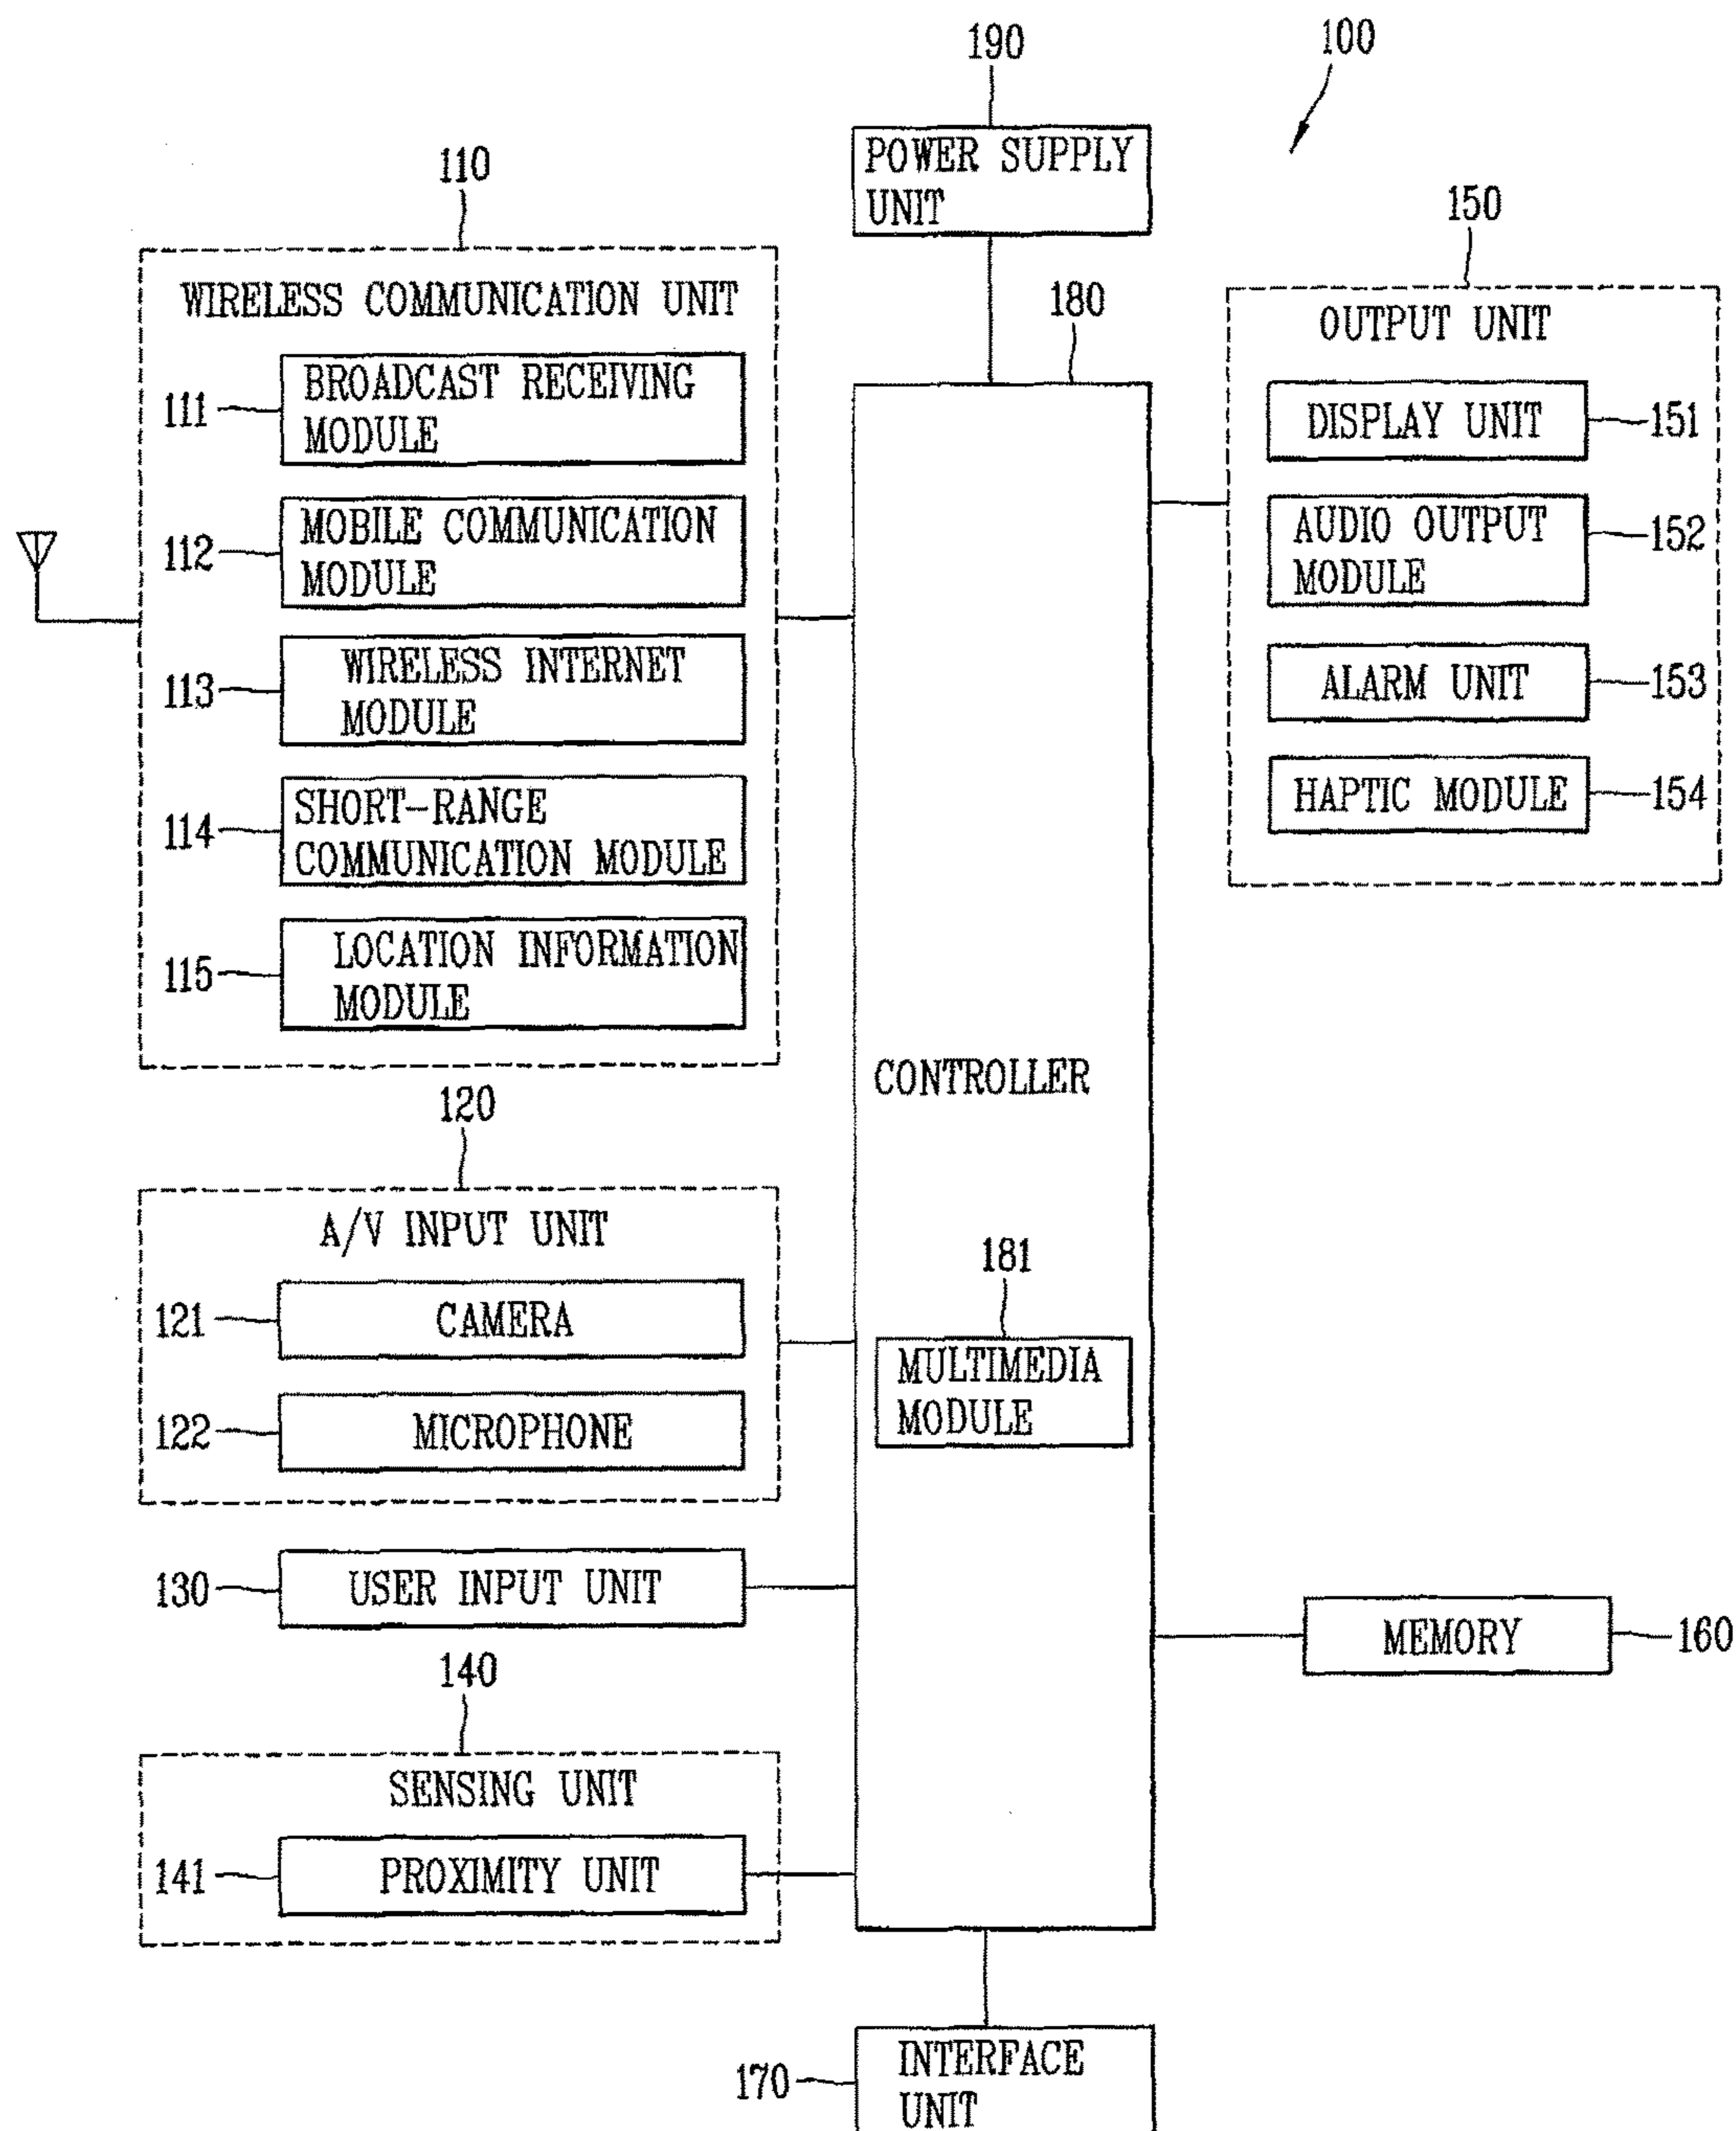 190
100
POWER SUPPLY
UNIT
110
WIRELESS COMMUNICATION UNIT
111
BROADCAST RECEIVING
MODULE
112
MOBILE COMMUNICATION
MODULE
113
WIRELESS INTERNET
MODULE
114
SHORT-RANGE
COMMUNICATION MODULE
115
LOCATION INFORMATION
MODULE
120
A/V INPUT UNIT
121
CAMERA
122
MICROPHONE
130
USER INPUT UNIT
140
SENSING UNIT
141
PROXIMITY UNIT
180
CONTROLLER
181
MULTIMEDIA
MODULE
150
OUTPUT UNIT
DISPLAY UNIT
151
AUDIO OUTPUT
MODULE
152
ALARM UNIT
153
HAPTIC MODULE
154
MEMORY
160
170
INTERFACE
UNIT